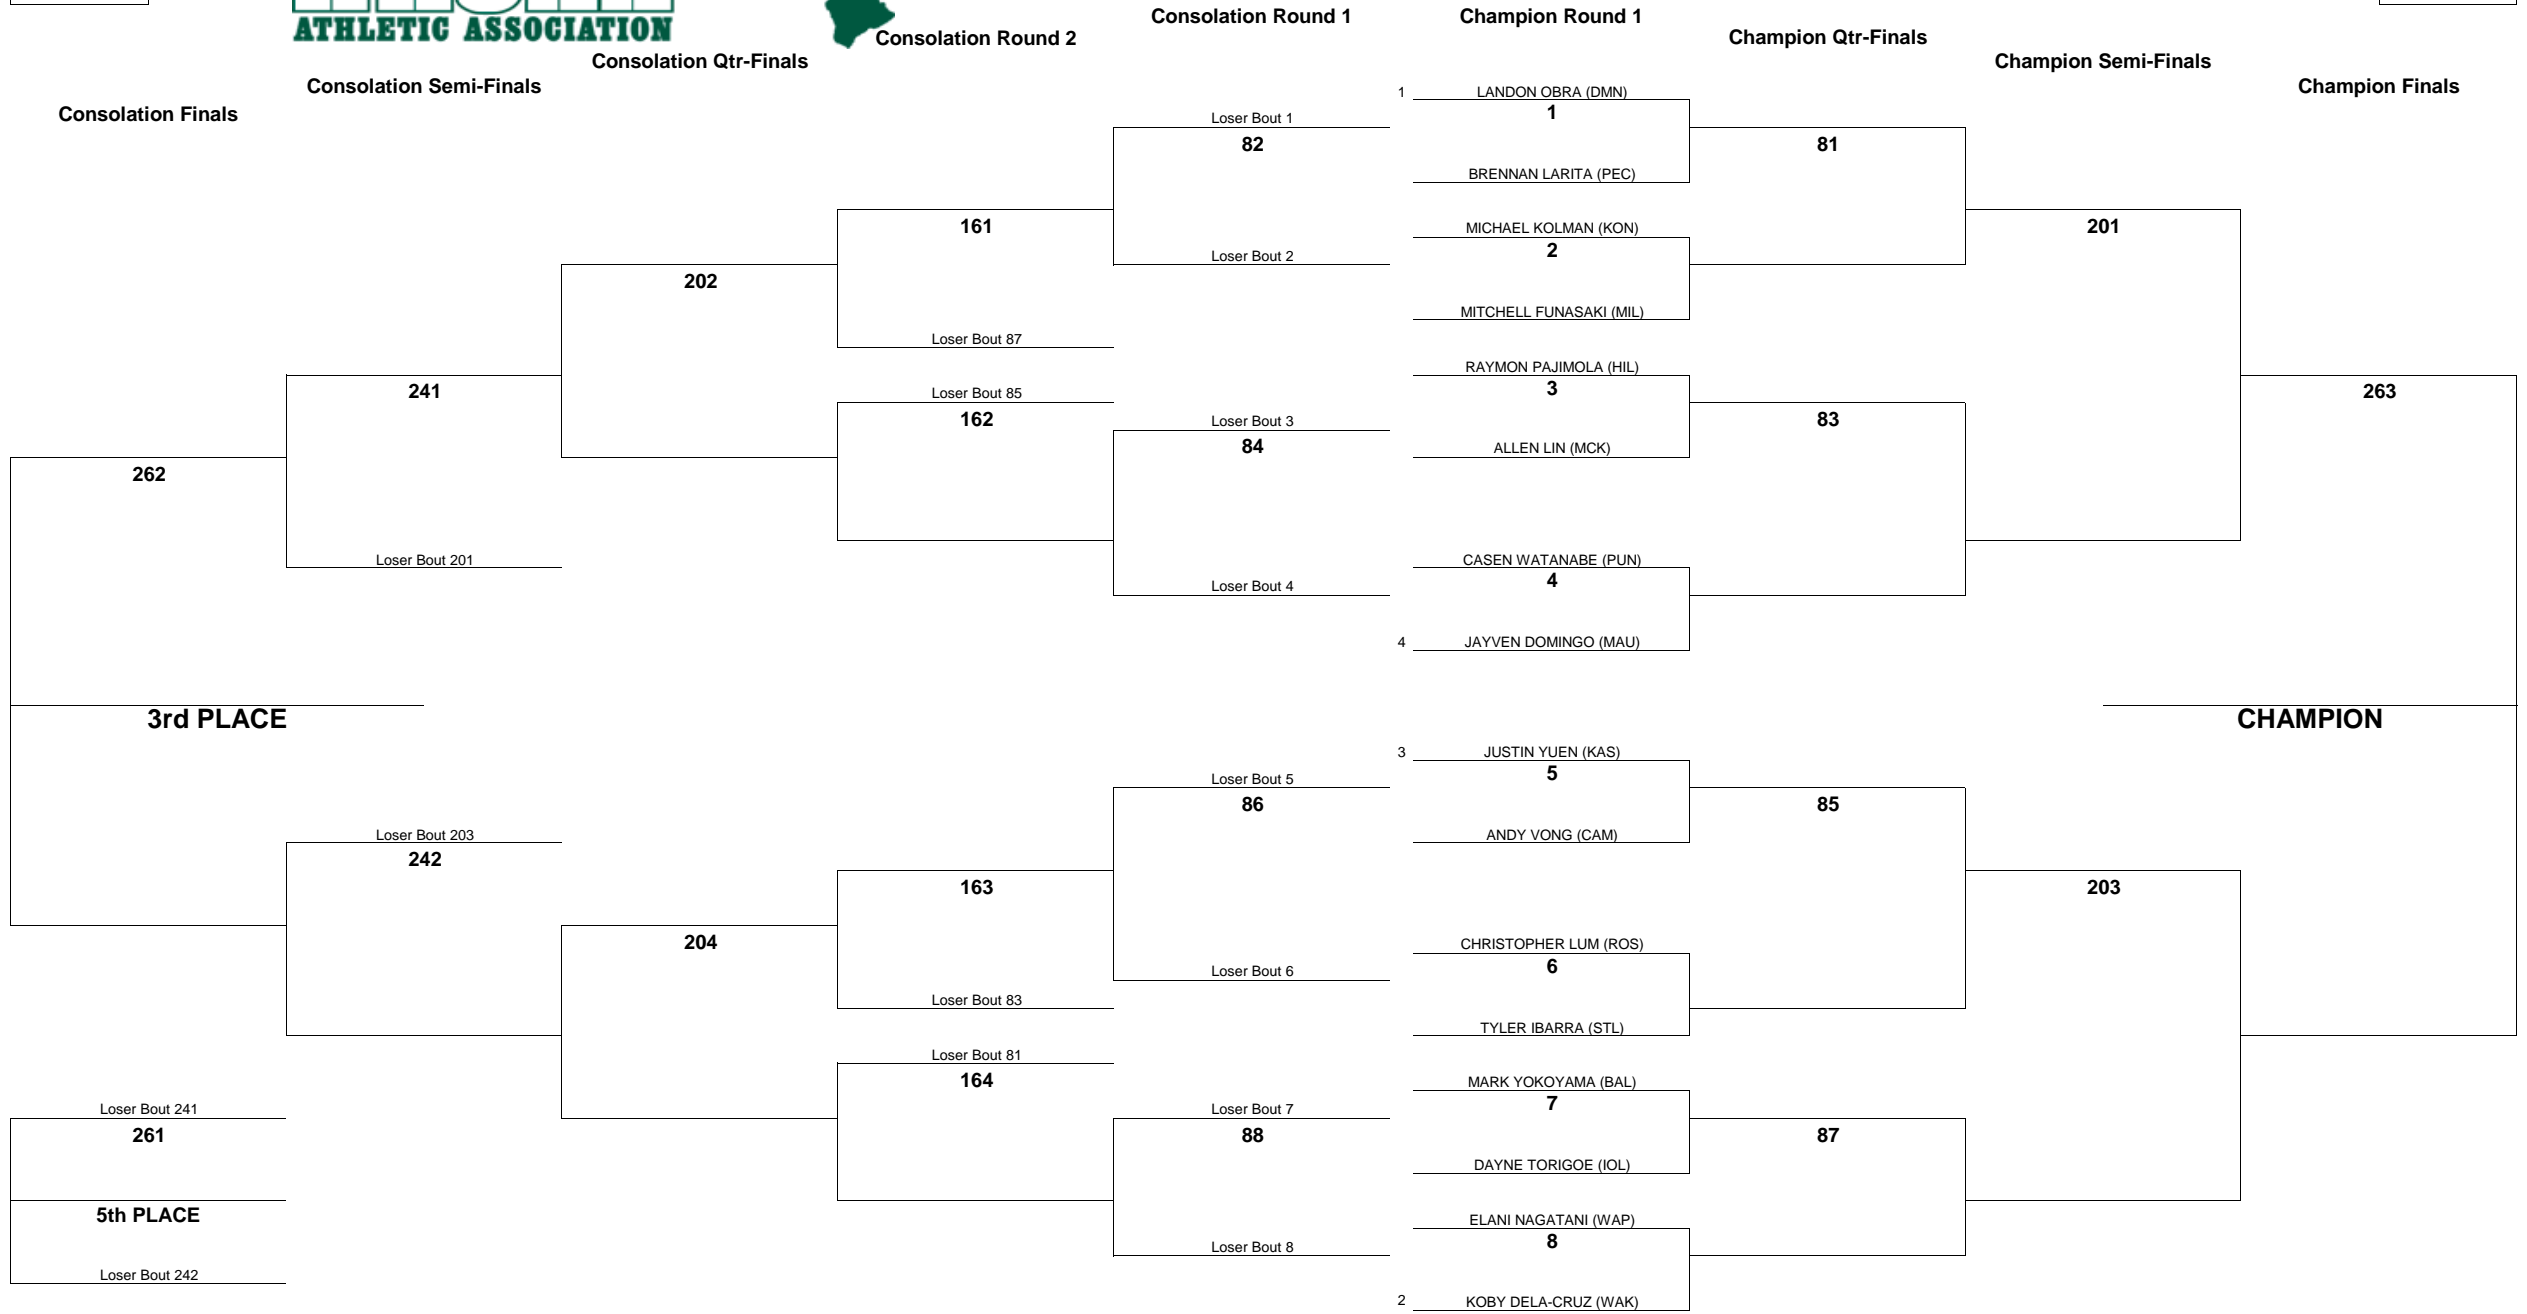 ATHLETIC ASSOCIATION
Consolation Round 1
Champion Round 1
Consolation Round 2
Champion Qtr-Finals
Consolation Qtr-Finals
Champion Semi-Finals
Consolation Semi-Finals
Champion Finals
Consolation Finals
1 LANDON OBRA (DMN)
1
Loser Bout 1
82
81
BRENNAN LARITA (PEC)
161
MICHAEL KOLMAN (KON)
201
2
Loser Bout 2
202
MITCHELL FUNASAKI (MIL)
Loser Bout 87
RAYMON PAJIMOLA (HIL)
241
Loser Bout 85
3
263
162
Loser Bout 3
83
84
ALLEN LIN (MCK)
262
Loser Bout 201
CASEN WATANABE (PUN)
4
Loser Bout 4
4 JAYVEN DOMINGO (MAU)
3rd PLACE
CHAMPION
3 JUSTIN YUEN (KAS)
5
Loser Bout 5
86
85
Loser Bout 203
ANDY VONG (CAM)
242
163
203
204
CHRISTOPHER LUM (ROS)
6
Loser Bout 6
Loser Bout 83
TYLER IBARRA (STL)
Loser Bout 81
164
MARK YOKOYAMA (BAL)
7
Loser Bout 241
Loser Bout 7
261
88
87
DAYNE TORIGOE (IOL)
5th PLACE
ELANI NAGATANI (WAP)
8
Loser Bout 8
Loser Bout 242
2 KOBY DELA-CRUZ (WAK)